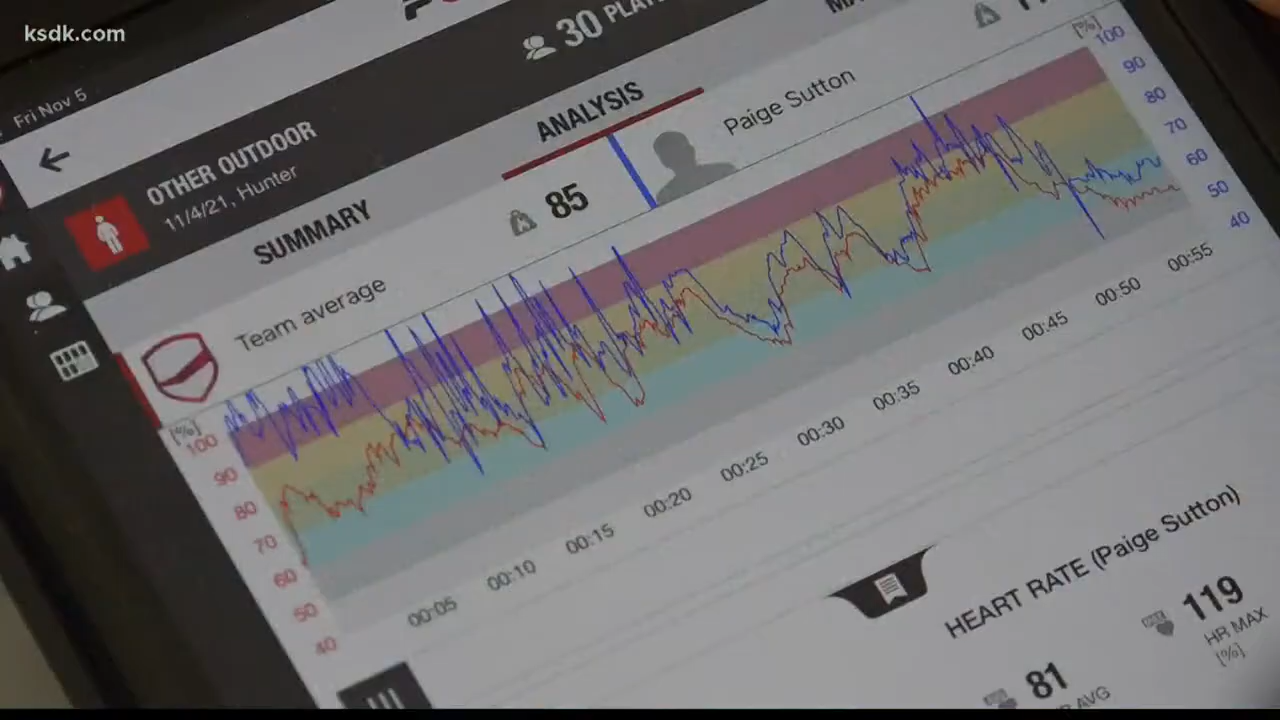 ksdk.com
Fri Nov 5
30
OTHER OUTDOOR
11/4/21, Hunter
SUMMARY
ANALYSIS
Team average
85
Paige Sutton
[%]
100
90
80
70
60
50
40
[%]
100
90
80
70
60
50
40
00:05
00:10
00:15
00:20
00:25
00:30
00:35
00:40
00:45
00:50
00:55
HEART RATE (Paige Sutton)
81
AVG
119
HR MAX
[%]